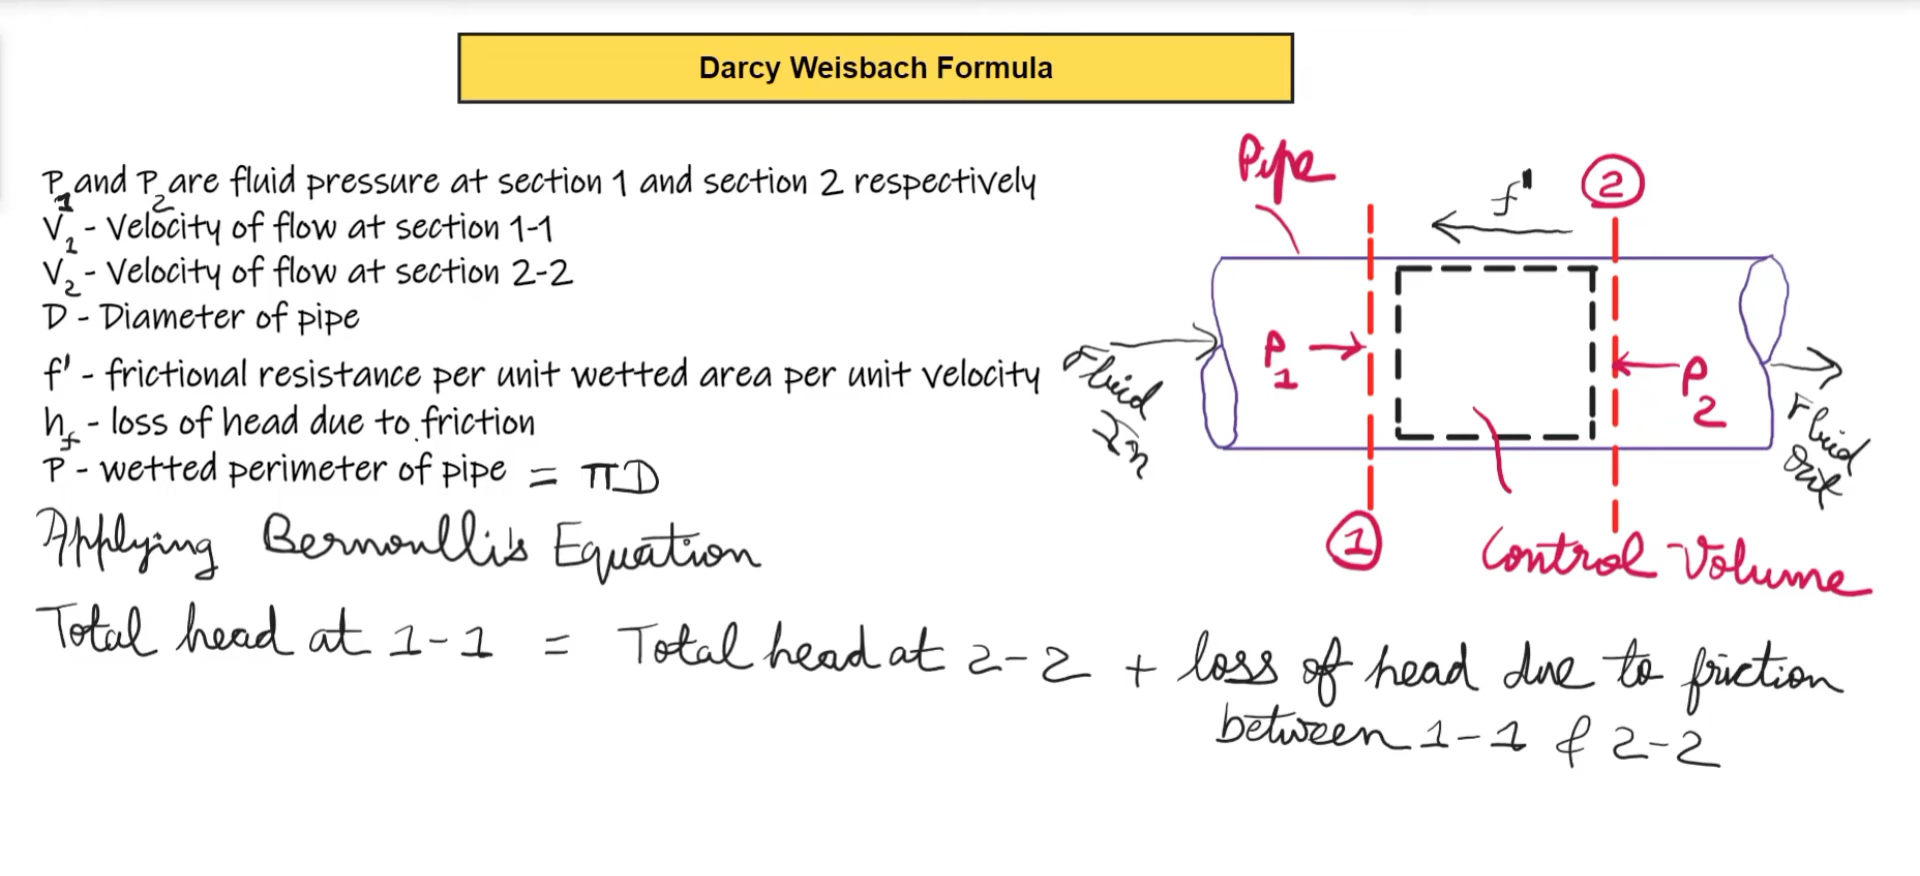 Darcy Weisbach Formula
P1 and P2 are fluid pressure at section 1 and section 2 respectively
V1 - Velocity of flow at section 1-1
V2 - Velocity of flow at section 2-2
D - Diameter of pipe
f' - frictional resistance per unit wetted area per unit velocity
hf - loss of head due to friction
P - wetted perimeter of pipe = πD
Applying Bernoulli's Equation
Total head at 1-1 = Total head at 2-2 + loss of head due to friction
between 1-1 & 2-2
Pipe
f'
2
P1
P2
Fluid
In
Fluid
out
1
Control Volume